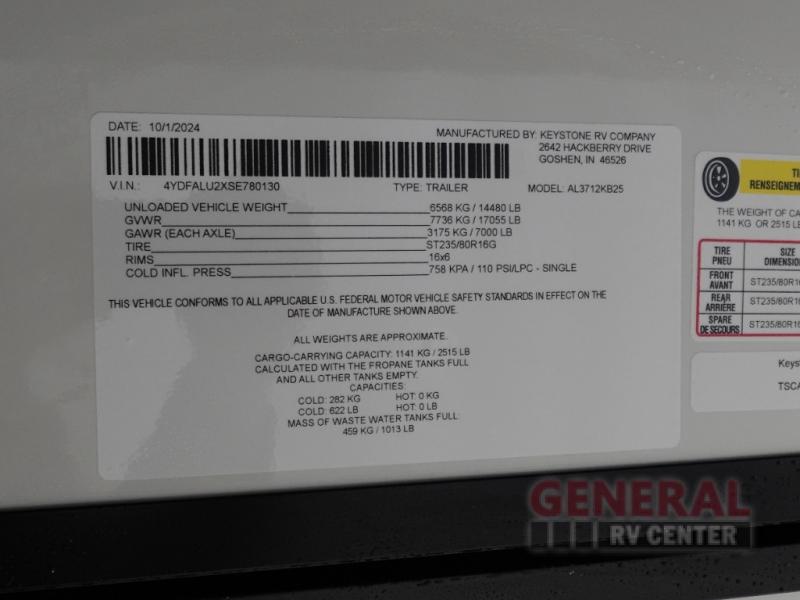 DATE: 10/1/2024
MANUFACTURED BY: KEYSTONE RV COMPANY
2642 HACKBERRY DRIVE
GOSHEN, IN 46526
V.I.N.: 4YDFALU2XSE780130 TYPE: TRAILER MODEL: AL3712KB25
UNLOADED VEHICLE WEIGHT 6568 KG / 14480 LB
GVWR 7736 KG / 17055 LB
GAWR (EACH AXLE) 3175 KG / 7000 LB
TIRE ST235/80R16G
RIMS 16x6
COLD INFL. PRESS 758 KPA / 110 PSI/LPC - SINGLE
THIS VEHICLE CONFORMS TO ALL APPLICABLE U.S. FEDERAL MOTOR VEHICLE SAFETY STANDARDS IN EFFECT ON THE
DATE OF MANUFACTURE SHOWN ABOVE.
ALL WEIGHTS ARE APPROXIMATE.
CARGO-CARRYING CAPACITY: 1141 KG / 2515 LB
CALCULATED WITH THE PROPANE TANKS FULL
AND ALL OTHER TANKS EMPTY.
CAPACITIES:
COLD: 282 KG HOT: 0 KG
COLD: 622 LB HOT: 0 LB
MASS OF WASTE WATER TANKS FULL:
459 KG / 1013 LB
RENSEIGNEM
THE WEIGHT OF CA
1141 KG OR 2515 L
TIRE
PNEU
SIZE
DIMENSIO
FRONT
AVANT
ST235/80R16
REAR
ARRIÈRE
ST235/80R16
SPARE
DE SECOURS
ST235/80R16
Keyst
TSCA
GENERAL
RV CENTER